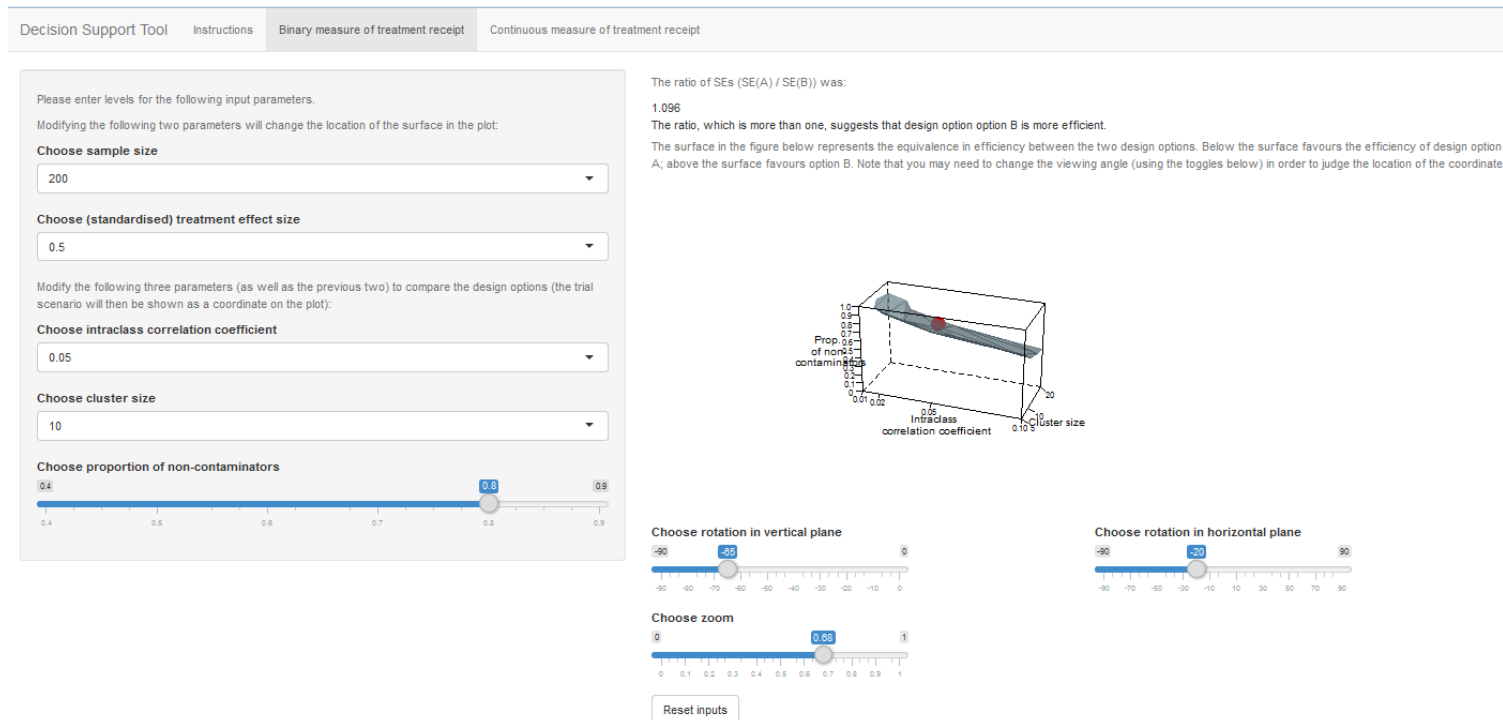 Decision Support Tool Instructions Binary measure of treatment receipt Continuous measure of treatment receipt
Please enter levels for the following input parameters.
Modifying the following two parameters will change the location of the surface in the plot:
Choose sample size
200
Choose (standardised) treatment effect size
0.5
Modify the following three parameters (as well as the previous two) to compare the design options (the trial
scenario will then be shown as a coordinate on the plot):
Choose intraclass correlation coefficient
0.05
Choose cluster size
10
Choose proportion of non-contaminators
0.4 0.8 0.9
0.4 0.5 0.6 0.7 0.8 0.9
The ratio of SEs (SE(A) / SE(B)) was:
1.096
The ratio, which is more than one, suggests that design option option B is more efficient.
The surface in the figure below represents the equivalence in efficiency between the two design options. Below the surface favours the efficiency of design option
A; above the surface favours option B. Note that you may need to change the viewing angle (using the toggles below) in order to judge the location of the coordinate
1.0
0.9
0.8
0.7
Prop. 0.6
of non- 0.5
contaminators 0.4
0.3
0.2
0.1
0
0.01 0.02 0.05 0.10
Intraclass
correlation coefficient
5 10 20
Cluster size
Choose rotation in vertical plane
-90 -65 0
-90 -80 -70 -60 -50 -40 -30 -20 -10 0
Choose rotation in horizontal plane
-90 -20 90
-90 -70 -50 -30 -10 10 30 50 70 90
Choose zoom
0 0.68 1
0 0.1 0.2 0.3 0.4 0.5 0.6 0.7 0.8 0.9 1
Reset inputs